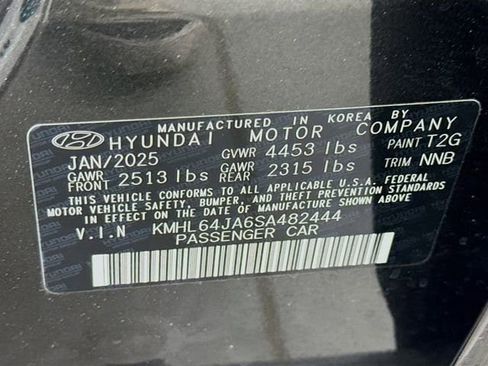 MANUFACTURED IN KOREA BY
HYUNDAI MOTOR COMPANY
JAN/2025 GVWR 4453 lbs PAINT T2G
GAWR FRONT 2513 lbs GAWR REAR 2315 lbs TRIM NNB
THIS VEHICLE CONFORMS TO ALL APPLICABLE U.S.A. FEDERAL
MOTOR VEHICLE SAFETY, BUMPER, AND THEFT PREVENTION STANDARDS
IN EFFECT ON THE DATE OF MANUFACTURE SHOWN ABOVE.
V.I.N KMHL64JA6SA482444
PASSENGER CAR